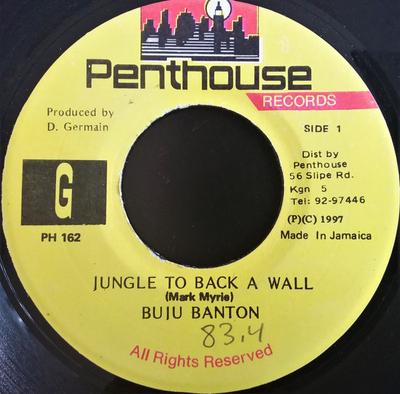 Penthouse
RECORDS
Produced by
D. Germain
SIDE 1
G
PH 162
Dist by
Penthouse
56 Slipe Rd.
Kgn 5
Tel: 92-97446
(P)(C) 1997
Made In Jamaica
JUNGLE TO BACK A WALL
(Mark Myrie)
BUJU BANTON
83.4
All Rights Reserved